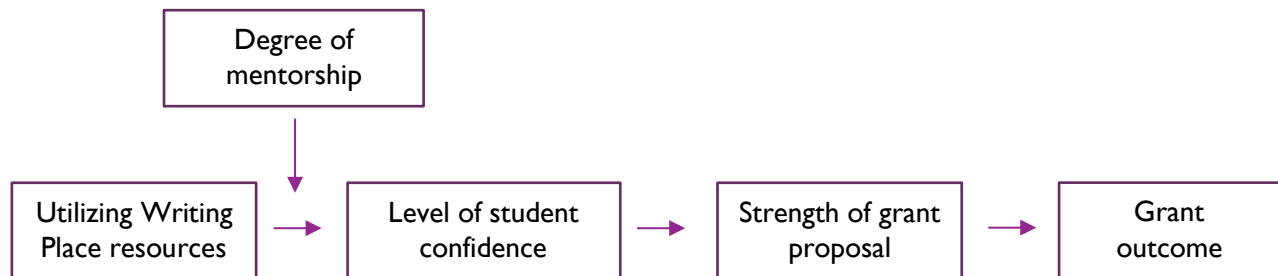 Degree of
mentorship
Utilizing Writing
Place resources
Level of student
confidence
Strength of grant
proposal
Grant
outcome